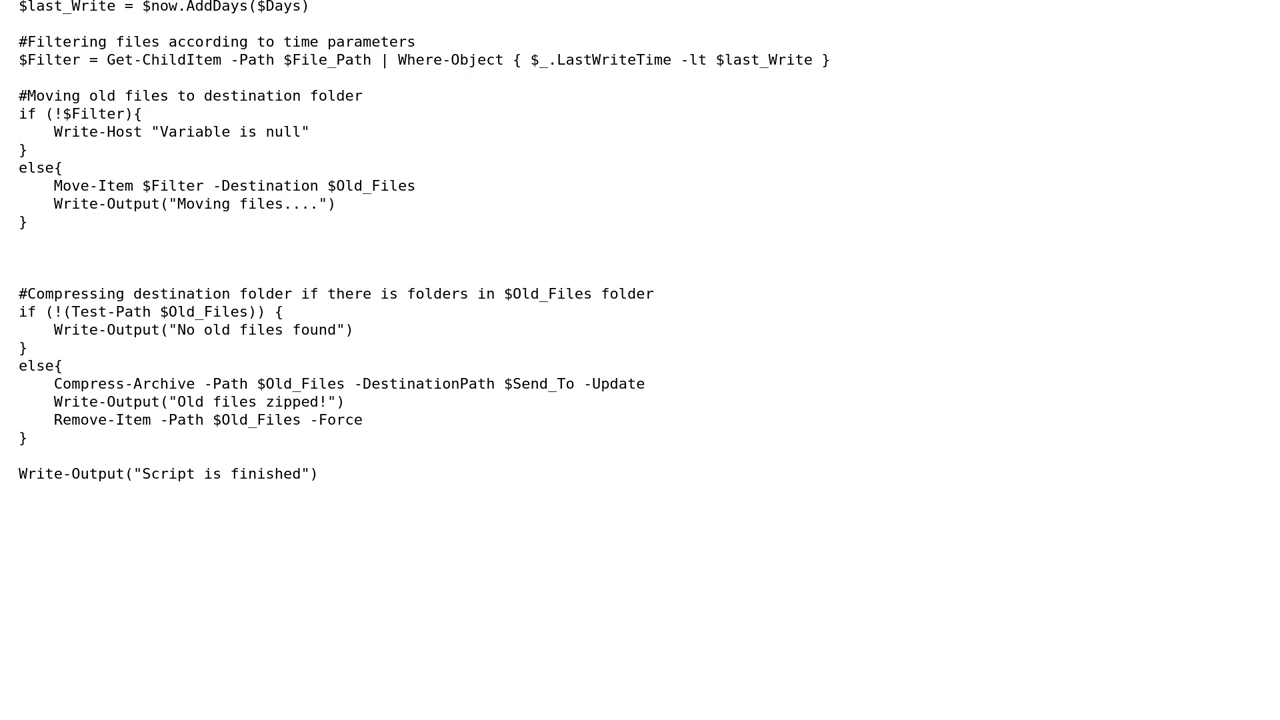 $last_Write = $now.AddDays($Days)
#Filtering files according to time parameters
$Filter = Get-ChildItem -Path $File_Path | Where-Object { $_.LastWriteTime -lt $last_Write }
#Moving old files to destination folder
if (!$Filter){
    Write-Host "Variable is null"
}
else{
    Move-Item $Filter -Destination $Old_Files
    Write-Output("Moving files....")
}
#Compressing destination folder if there is folders in $Old_Files folder
if (!(Test-Path $Old_Files)) {
    Write-Output("No old files found")
}
else{
    Compress-Archive -Path $Old_Files -DestinationPath $Send_To -Update
    Write-Output("Old files zipped!")
    Remove-Item -Path $Old_Files -Force
}
Write-Output("Script is finished")